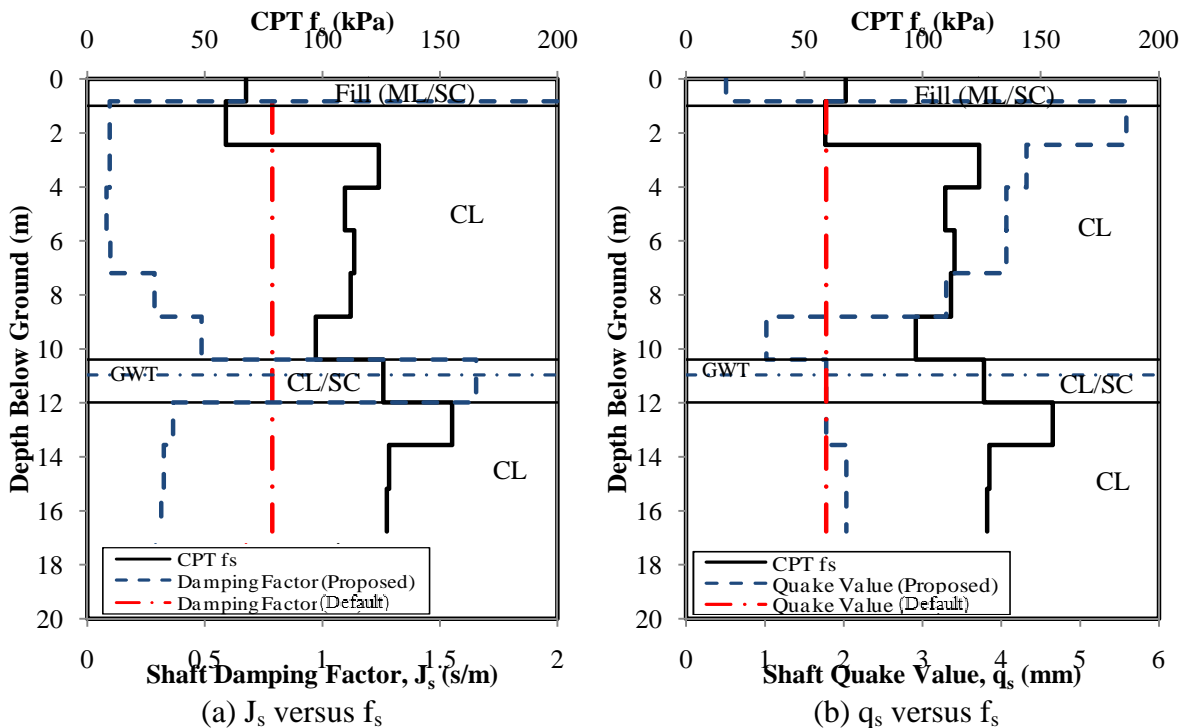 CPT fs (kPa)
0 50 100 150 200
Fill (ML/SC)
CL
GWT
CL/SC
CL
0
2
4
6
8
10
12
14
16
18
20
Depth Below Ground (m)
CPT fs
Damping Factor (Proposed)
Damping Factor (Default)
0 0.5 1 1.5 2
Shaft Damping Factor, Js (s/m)
(a) Js versus fs
CPT fs (kPa)
0 50 100 150 200
Fill (ML/SC)
CL
GWT
CL/SC
CL
0
2
4
6
8
10
12
14
16
18
20
Depth Below Ground (m)
CPT fs
Quake Value (Proposed)
Quake Value (Default)
0 1 2 3 4 5 6
Shaft Quake Value, qs (mm)
(b) qs versus fs